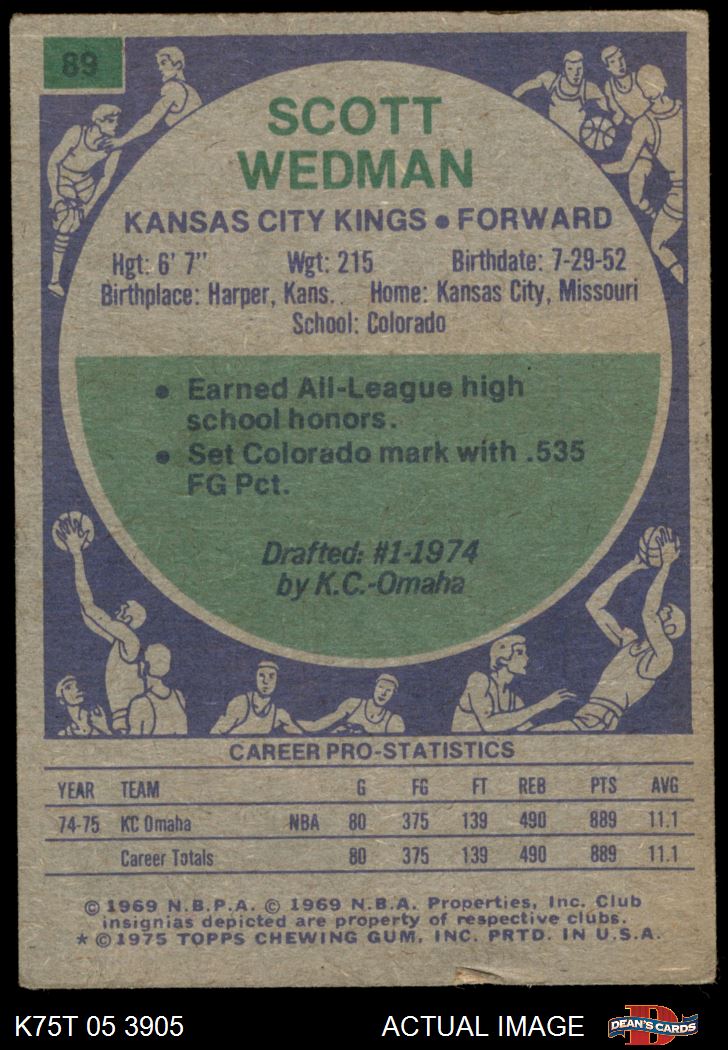 89
SCOTT
WEDMAN
KANSAS CITY KINGS • FORWARD
Hgt: 6' 7" Wgt: 215 Birthdate: 7-29-52
Birthplace: Harper, Kans.. Home: Kansas City, Missouri
School: Colorado
• Earned All-League high
school honors.
• Set Colorado mark with .535
FG Pct.
Drafted: #1-1974
by K.C.-Omaha
CAREER PRO-STATISTICS
YEAR TEAM G FG FT REB PTS AVG
74-75 KC Omaha NBA 80 375 139 490 889 11.1
Career Totals 80 375 139 490 889 11.1
© 1969 N.B.P.A. © 1969 N.B.A. Properties, Inc. Club
insignias depicted are property of respective clubs.
* © 1975 TOPPS CHEWING GUM, INC. PRTD. IN U.S.A.
K75T 05 3905 ACTUAL IMAGE D DEAN'S CARDS